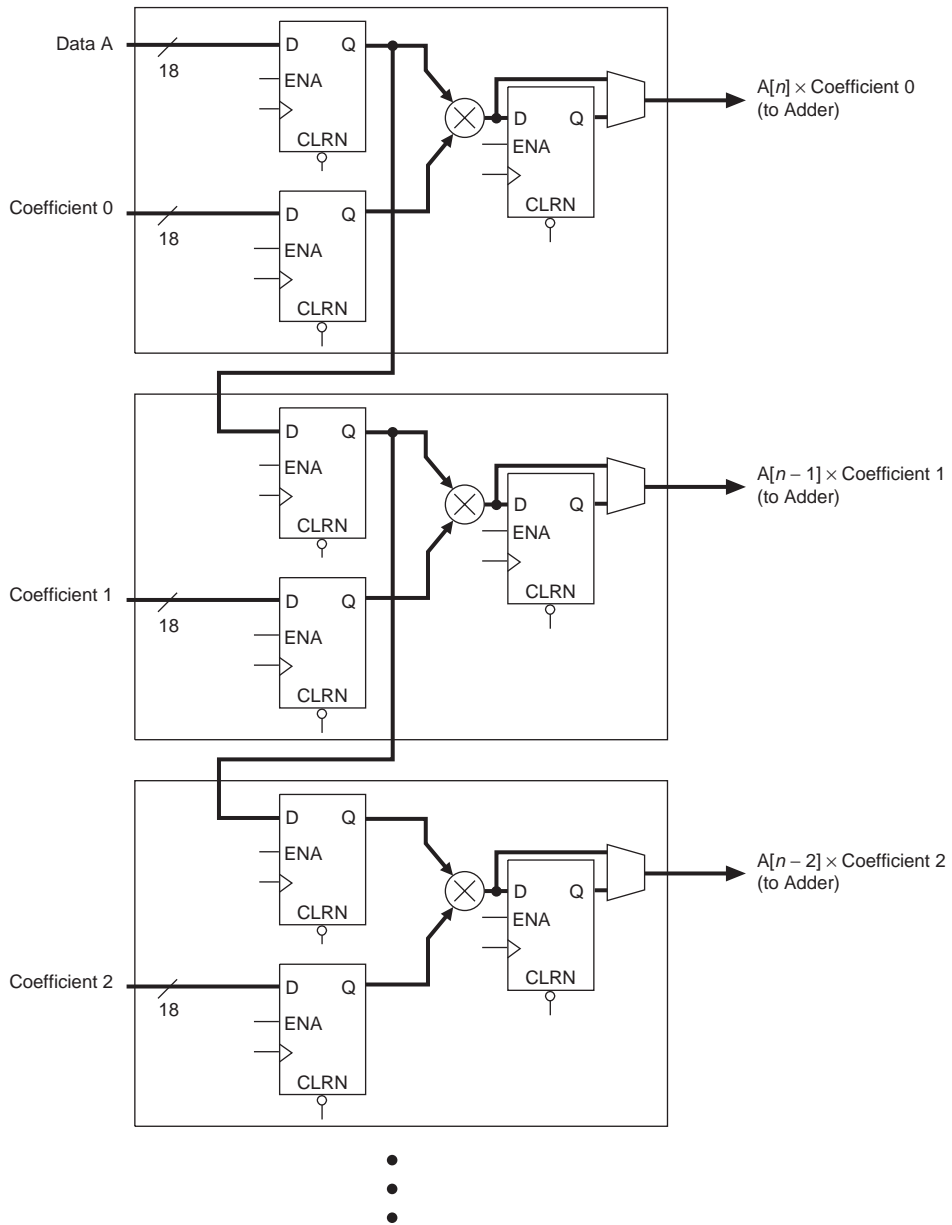 Data A
18
D Q
ENA
CLRN
A[n] × Coefficient 0
(to Adder)
D Q
ENA
CLRN
Coefficient 0
18
D Q
ENA
CLRN
D Q
ENA
CLRN
A[n – 1] × Coefficient 1
(to Adder)
D Q
ENA
CLRN
Coefficient 1
18
D Q
ENA
CLRN
D Q
ENA
CLRN
A[n – 2] × Coefficient 2
(to Adder)
D Q
ENA
CLRN
Coefficient 2
18
D Q
ENA
CLRN